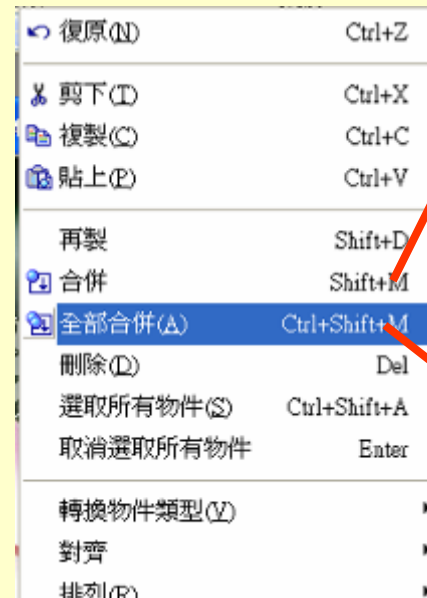 復原(N) Ctrl+Z
剪下(T) Ctrl+X
複製(C) Ctrl+C
貼上(P) Ctrl+V
再製 Shift+D
合併 Shift+M
全部合併(A) Ctrl+Shift+M
刪除(D) Del
選取所有物件(S) Ctrl+Shift+A
取消選取所有物件 Enter
轉換物件類型(V)
對齊
排列(R)